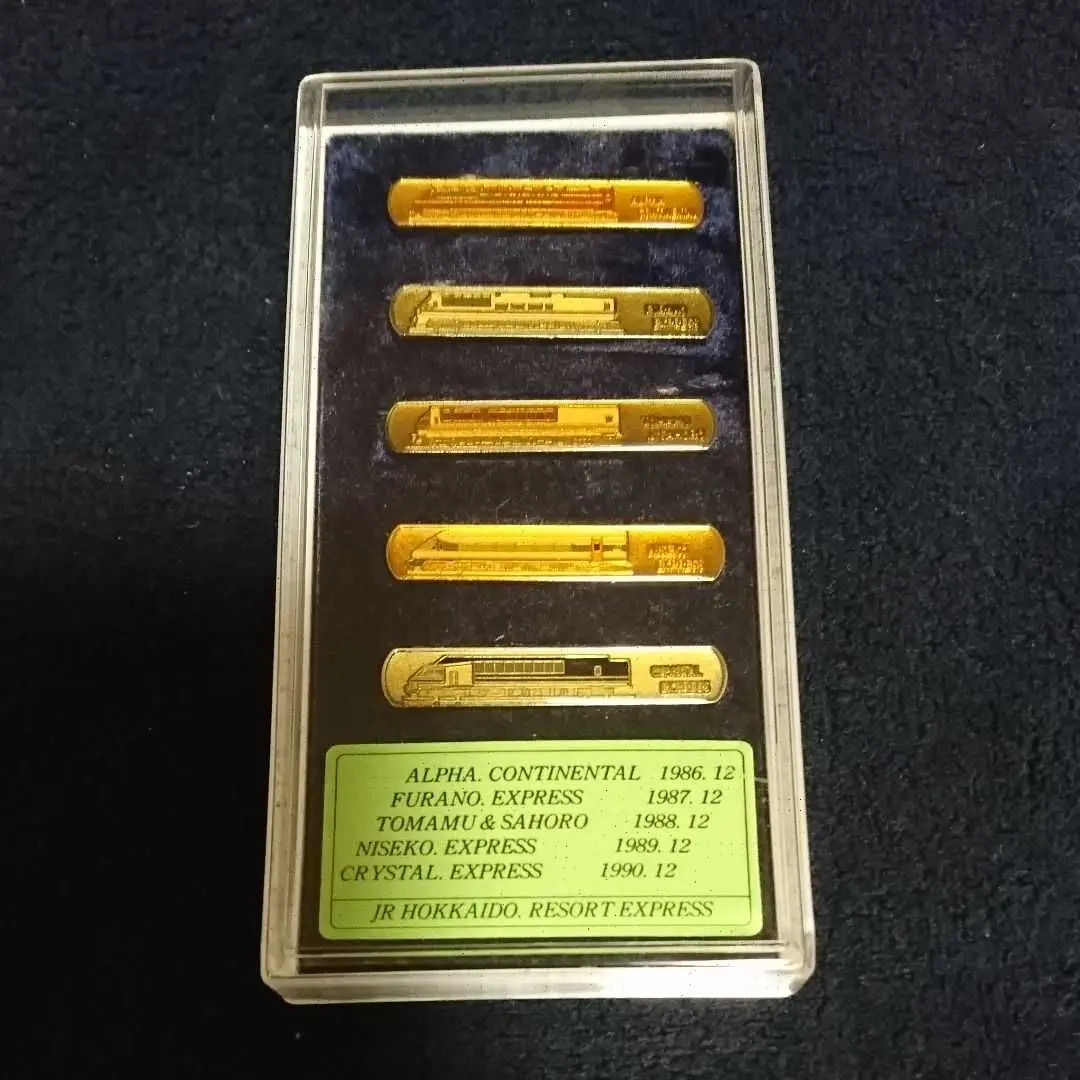 ALPHA. CONTINENTAL 1986. 12
FURANO. EXPRESS 1987. 12
TOMAMU & SAHORO 1988. 12
NISEKO. EXPRESS 1989. 12
CRYSTAL. EXPRESS 1990. 12
JR HOKKAIDO. RESORT.EXPRESS